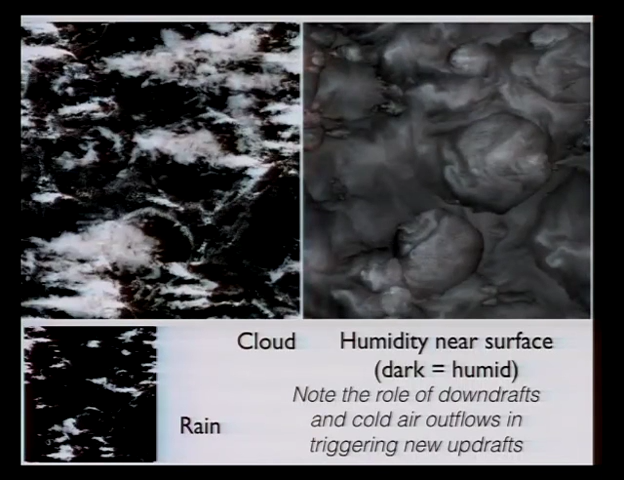 Cloud
Humidity near surface
(dark = humid)
Note the role of downdrafts
and cold air outflows in
triggering new updrafts
Rain